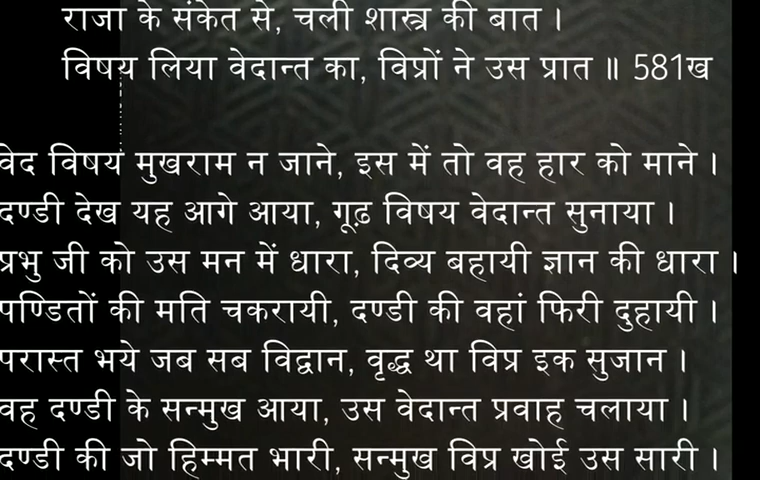 राजा के संकेत से, चली शास्त्र की बात ।
विषय लिया वेदान्त का, विप्रों ने उस प्रात ॥ 581ख
वेद विषय मुखराम न जाने, इस में तो वह हार को माने ।
दण्डी देख यह आगे आया, गूढ़ विषय वेदान्त सुनाया ।
प्रभु जी को उस मन में धारा, दिव्य बहायी ज्ञान की धारा ।
पण्डितों की मति चकरायी, दण्डी की वहां फिरी दुहायी ।
परास्त भये जब सब विद्वान, वृद्ध था विप्र इक सुजान ।
वह दण्डी के सन्मुख आया, उस वेदान्त प्रवाह चलाया ।
दण्डी की जो हिम्मत भारी, सन्मुख विप्र खोई उस सारी ।